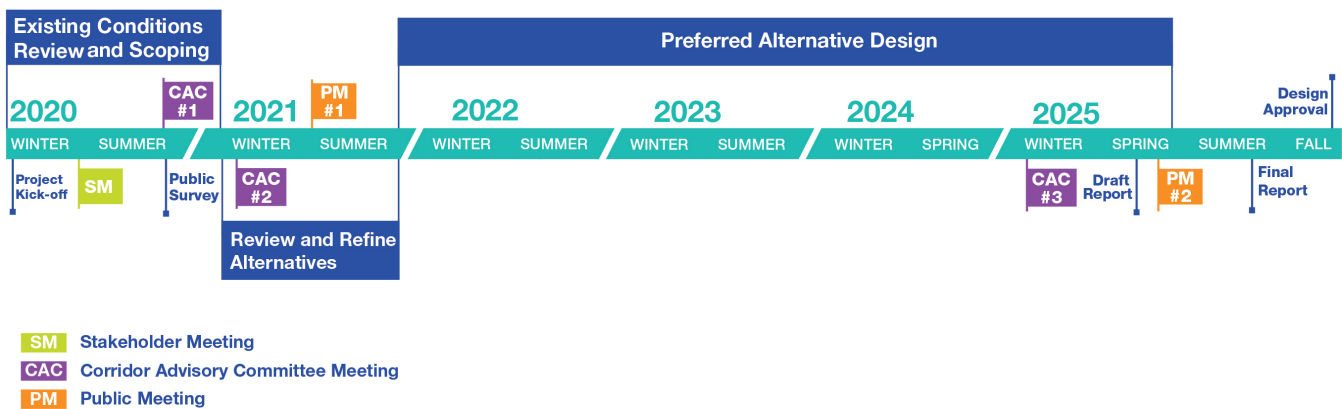 Existing Conditions
Review and Scoping
Preferred Alternative Design
2020
CAC
#1
2021
PM
#1
2022
2023
2024
2025
Design
Approval
WINTER SUMMER WINTER SUMMER WINTER SUMMER WINTER SUMMER WINTER SPRING WINTER SPRING SUMMER FALL
Project
Kick-off
SM
Public
Survey
CAC
#2
CAC
#3
Draft
Report
PM
#2
Final
Report
Review and Refine
Alternatives
SM Stakeholder Meeting
CAC Corridor Advisory Committee Meeting
PM Public Meeting